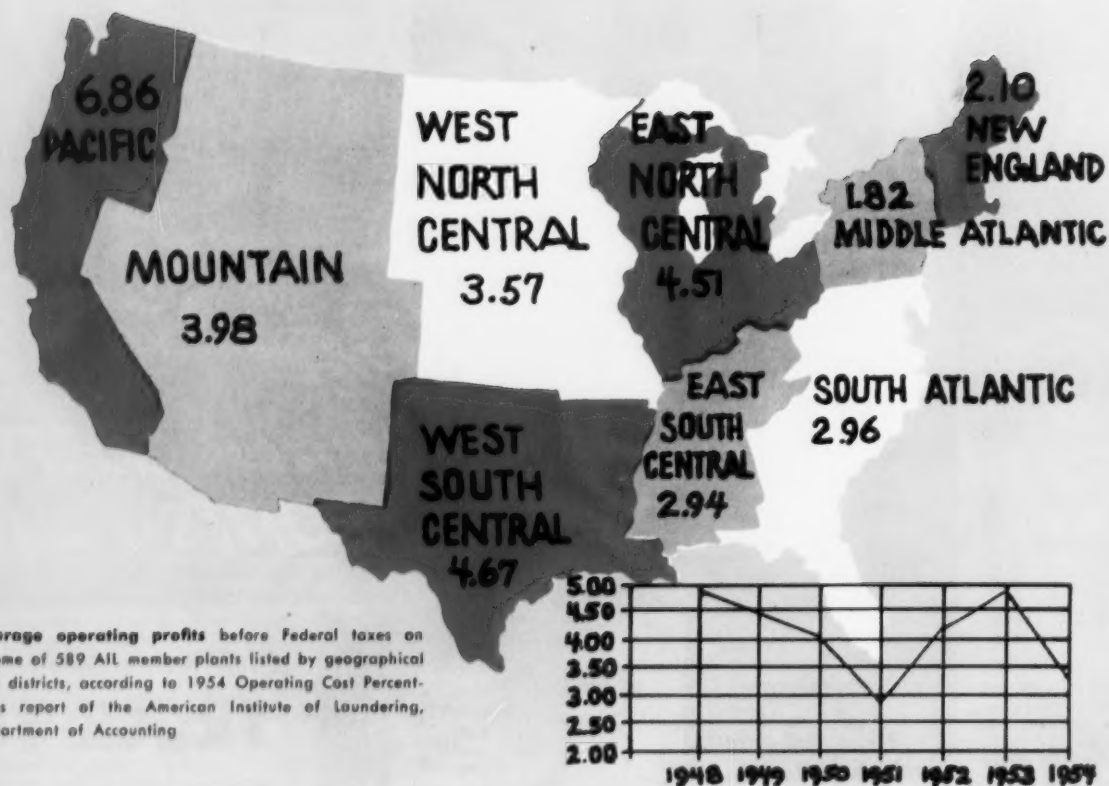 6.86
PACIFIC
MOUNTAIN
3.98
WEST
NORTH
CENTRAL
3.57
EAST
NORTH
CENTRAL
4.51
2.10
NEW
ENGLAND
1.82
MIDDLE ATLANTIC
WEST
SOUTH
CENTRAL
4.67
EAST
SOUTH
CENTRAL
2.94
SOUTH ATLANTIC
2.96
erage operating profits before Federal taxes on
ome of 589 AIL member plants listed by geographical
districts, according to 1954 Operating Cost Percent-
s report of the American Institute of Laundering,
artment of Accounting
5.00
4.50
4.00
3.50
3.00
2.50
2.00
1948 1949 1950 1951 1952 1953 1954